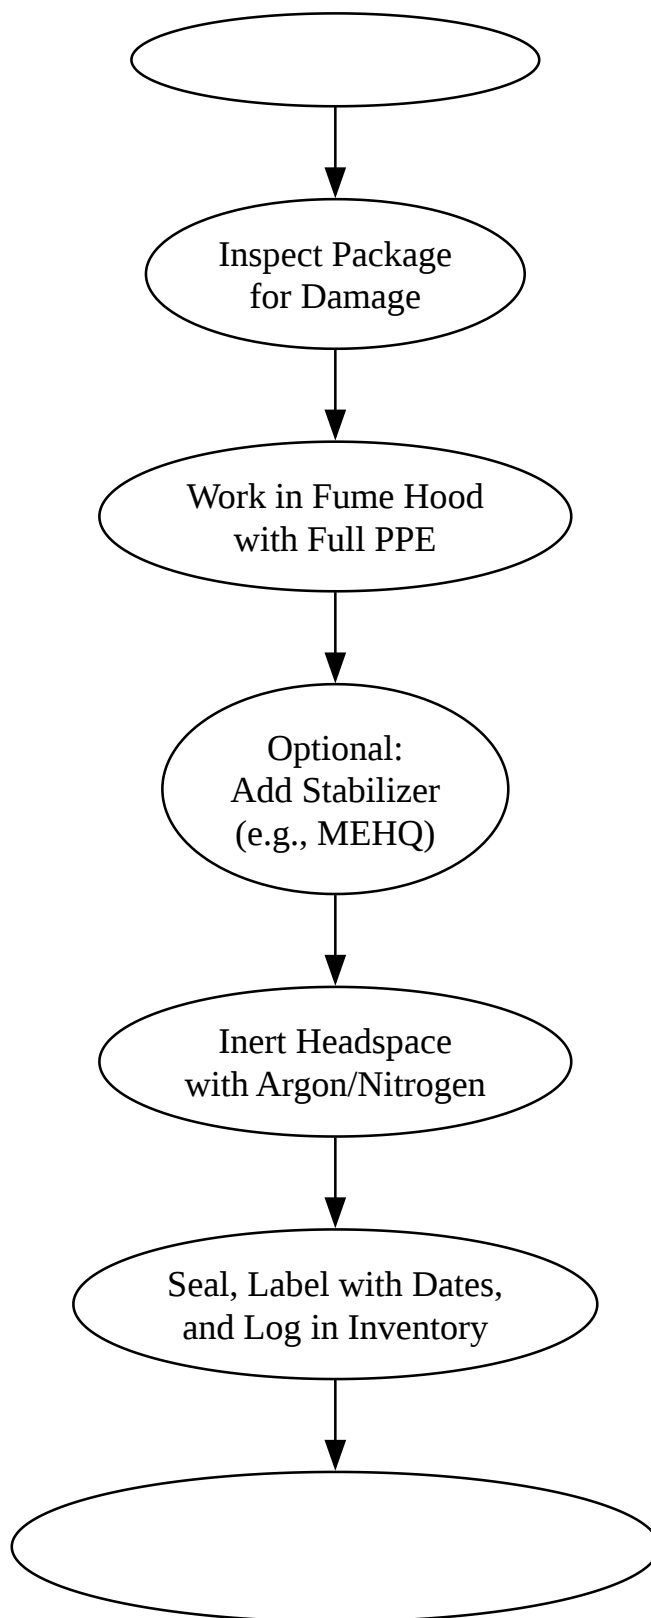 Inspect Package
for Damage
Work in Fume Hood
with Full PPE
Optional:
Add Stabilizer
(e.g., MEHQ)
Inert Headspace
with Argon/Nitrogen
Seal, Label with Dates,
and Log in Inventory